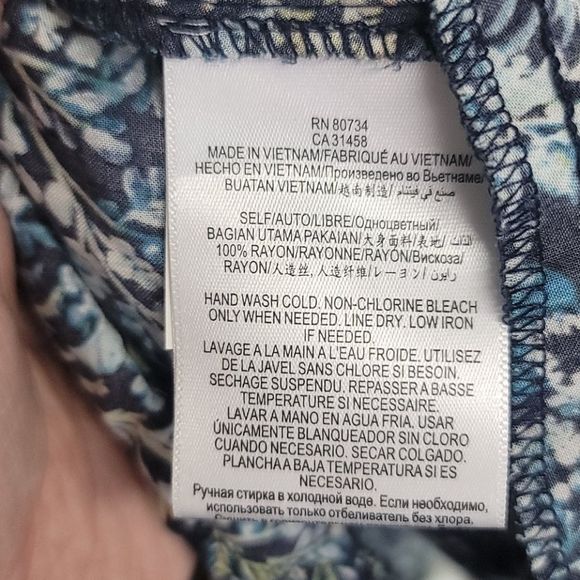 RN 80734
CA 31458
MADE IN VIETNAM/FABRIQUÉ AU VIETNAM/
HECHO EN VIETNAM/Произведено во Вьетнаме/
BUATAN VIETNAM/越南制造/ صنع في فيتنام/
SELF/AUTO/LIBRE/Одноцветный/
BAGIAN UTAMA PAKAIAN/大身面料/表地/ الذات/
100% RAYON/RAYONNE/RAYÓN/Вискоза/
RAYON/人造丝, 人造纤维/レーヨン/ رايون
HAND WASH COLD. NON-CHLORINE BLEACH
ONLY WHEN NEEDED. LINE DRY. LOW IRON
IF NEEDED.
LAVAGE A LA MAIN A L'EAU FROIDE. UTILISEZ
DE LA JAVEL SANS CHLORE SI BESOIN.
SECHAGE SUSPENDU. REPASSER A BASSE
TEMPERATURE SI NECESSAIRE.
LAVAR A MANO EN AGUA FRIA. USAR
ÚNICAMENTE BLANQUEADOR SIN CLORO
CUANDO NECESARIO. SECAR COLGADO.
PLANCHA A BAJA TEMPERATURA SI ES
NECESARIO.
Ручная стирка в холодной воде. Если необходимо,
использовать только отбеливатель без хлора.